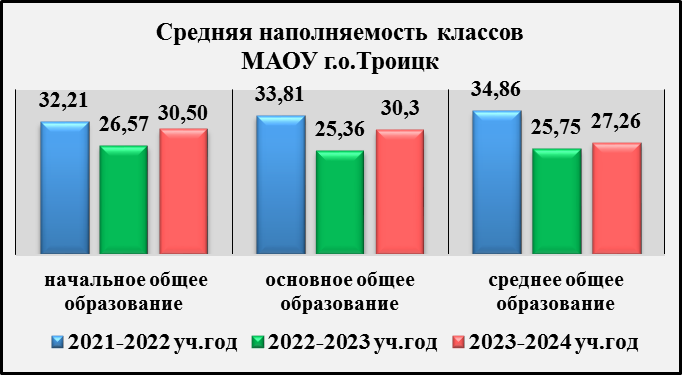 Средняя наполняемость классов
МАОУ г.о.Троицк
32,21
26,57
30,50
33,81
25,36
30,3
34,86
25,75
27,26
начальное общее
образование
основное общее
образование
среднее общее
образование
2021-2022 уч.год
2022-2023 уч.год
2023-2024 уч.год